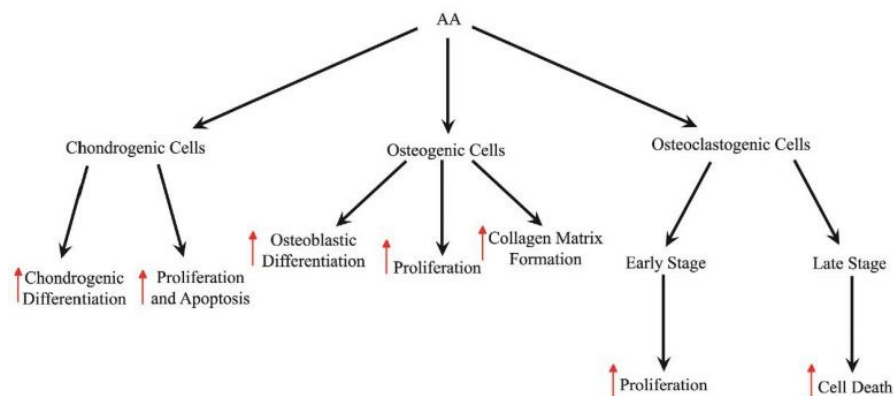 AA
Chondrogenic Cells
Osteogenic Cells
Osteoclastogenic Cells
Chondrogenic
Differentiation
Proliferation
and Apoptosis
Osteoblastic
Differentiation
Proliferation
Collagen Matrix
Formation
Early Stage
Late Stage
Proliferation
Cell Death